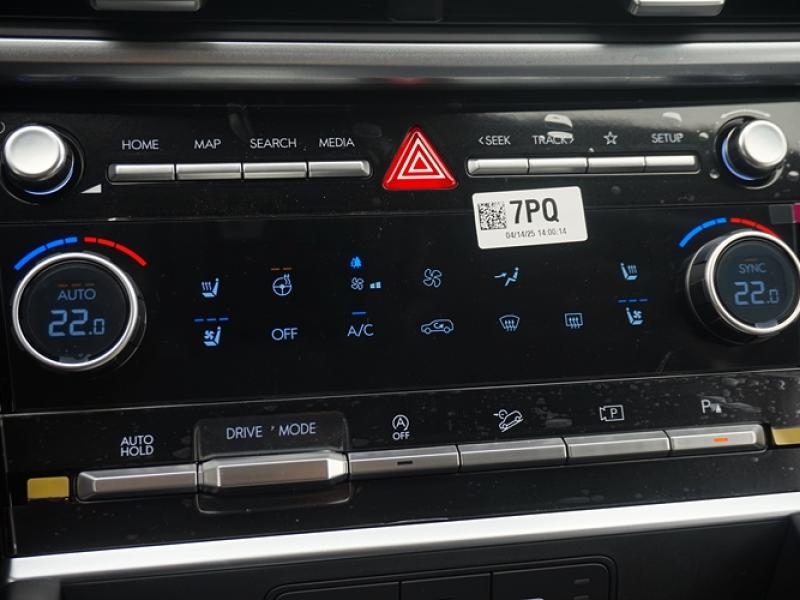 HOME MAP SEARCH MEDIA <SEEK TRACK> ☆ SETUP
7PQ
04/14/25 14:00:14
AUTO
22.0
SYNC
22.0
OFF A/C
AUTO
HOLD
DRIVE MODE
A
OFF
P
P